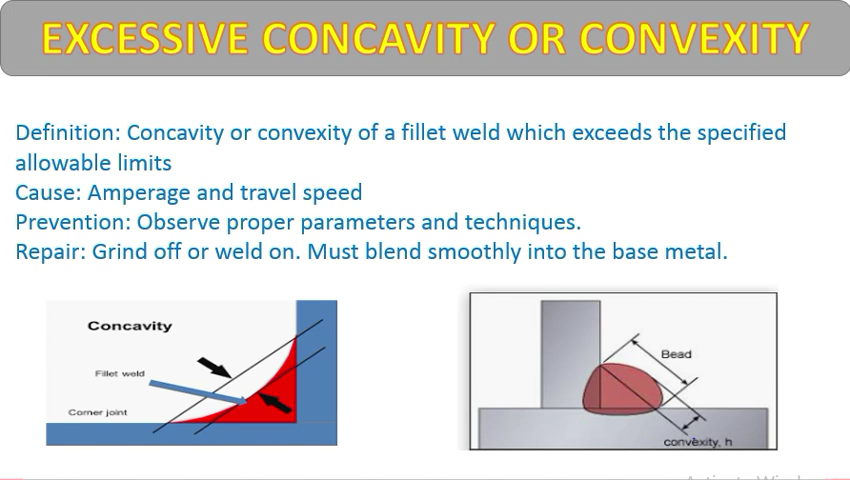 EXCESSIVE CONCAVITY OR CONVEXITY
Definition: Concavity or convexity of a fillet weld which exceeds the specified
allowable limits
Cause: Amperage and travel speed
Prevention: Observe proper parameters and techniques.
Repair: Grind off or weld on. Must blend smoothly into the base metal.
Concavity
Fillet weld
Corner joint
Bead
convexity, h